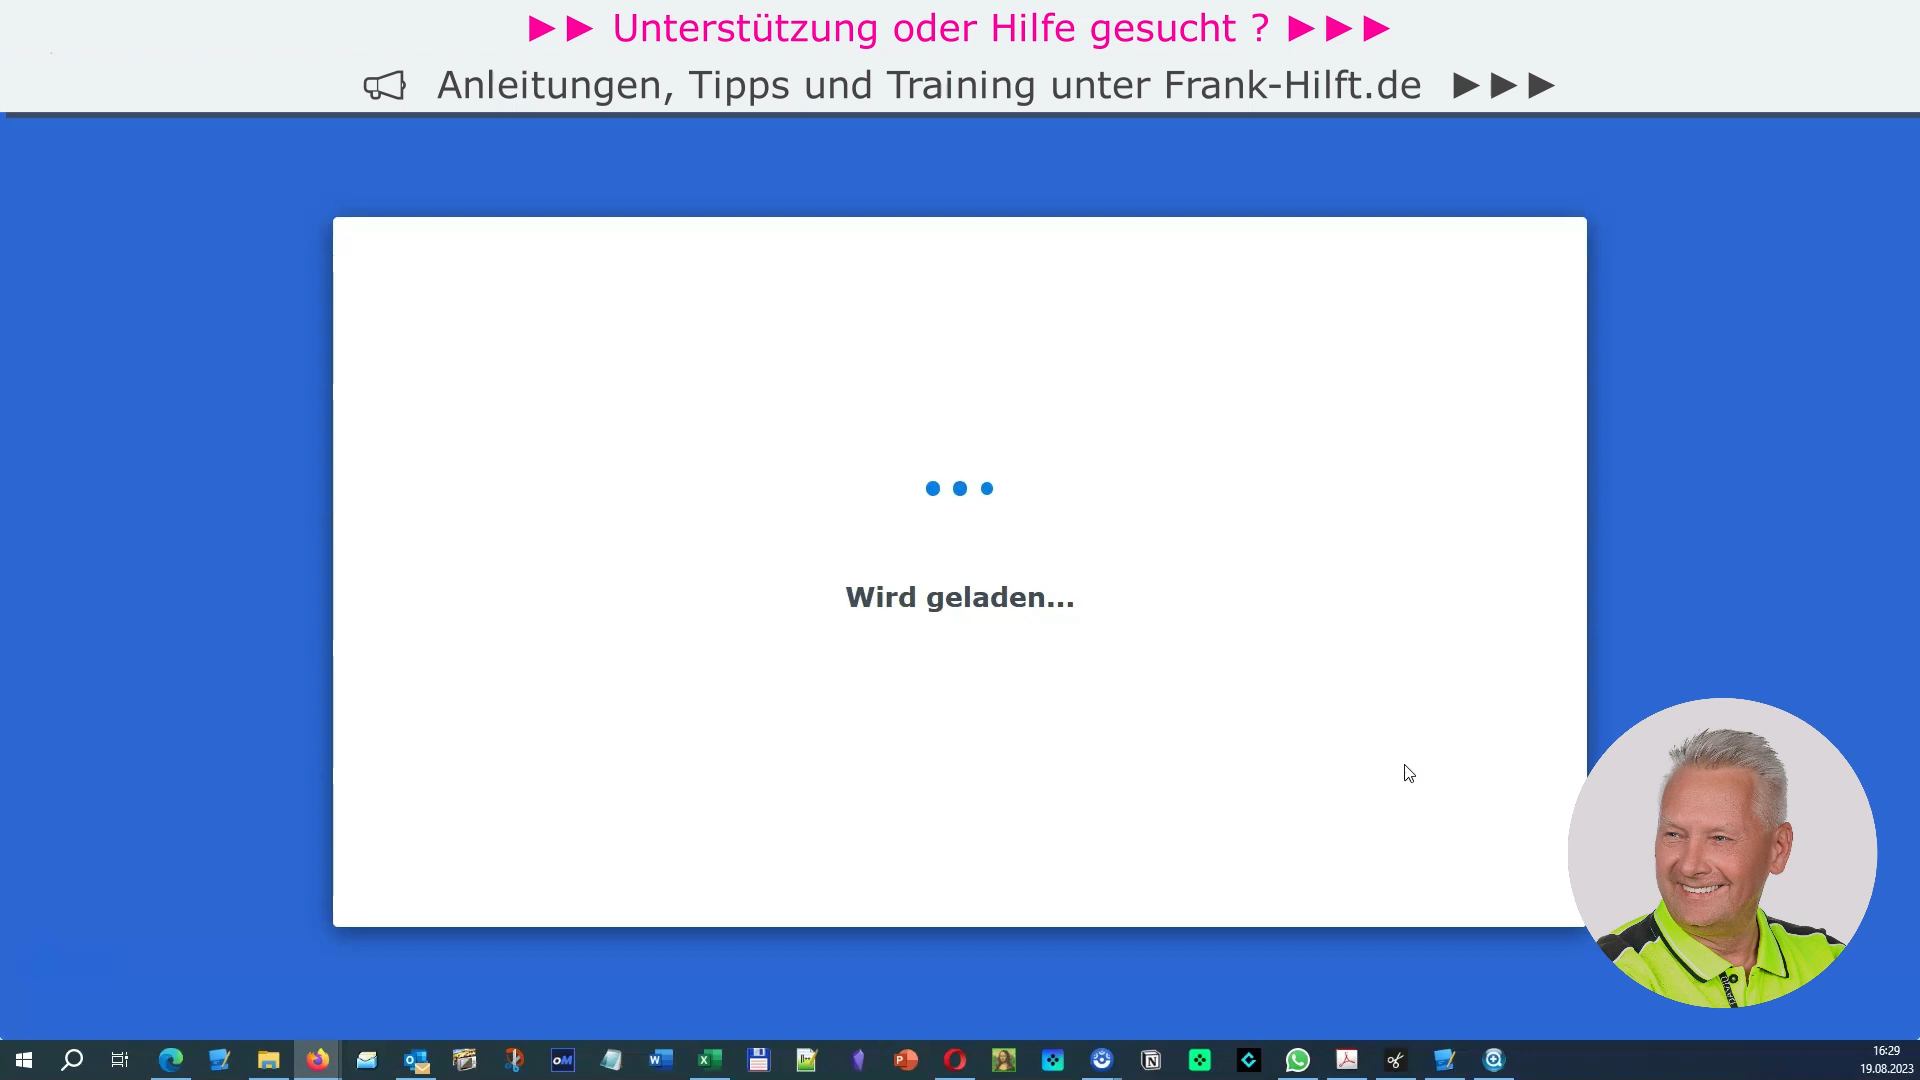 ►► Unterstützung oder Hilfe gesucht ? ►►►
Anleitungen, Tipps und Training unter Frank-Hilft.de ►►►
Wird geladen...
16:29
19.08.2023